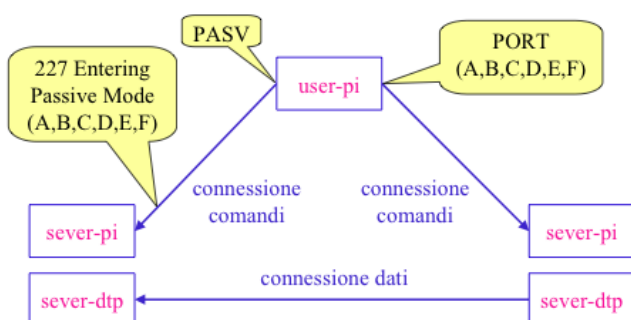 PASV
PORT
(A,B,C,D,E,F)
227 Entering
Passive Mode
(A,B,C,D,E,F)
user-pi
connessione
comandi
connessione
comandi
sever-pi
sever-pi
connessione dati
sever-dtp
sever-dtp